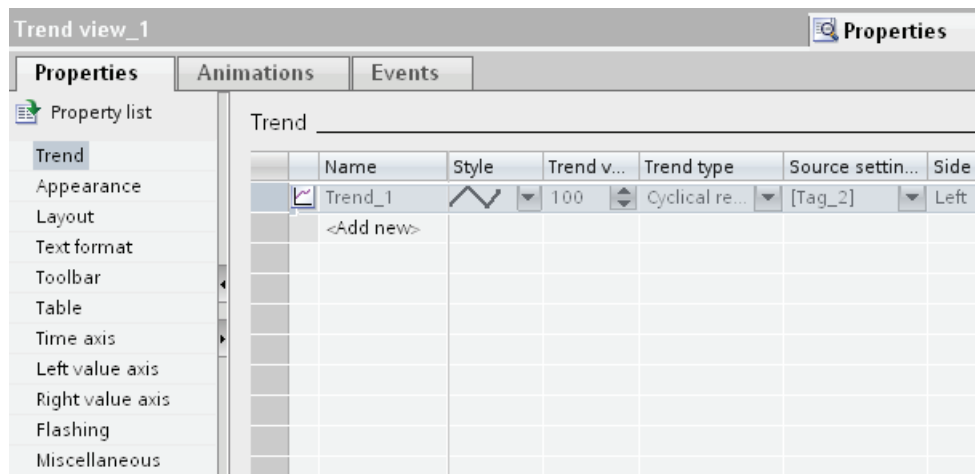 Trend view_1
Properties
Properties Animations Events
Property list
Trend
Appearance
Layout
Text format
Toolbar
Table
Time axis
Left value axis
Right value axis
Flashing
Miscellaneous
Trend
Name Style Trend v... Trend type Source settin... Side
Trend_1 100 Cyclical re... [Tag_2] Left
<Add new>